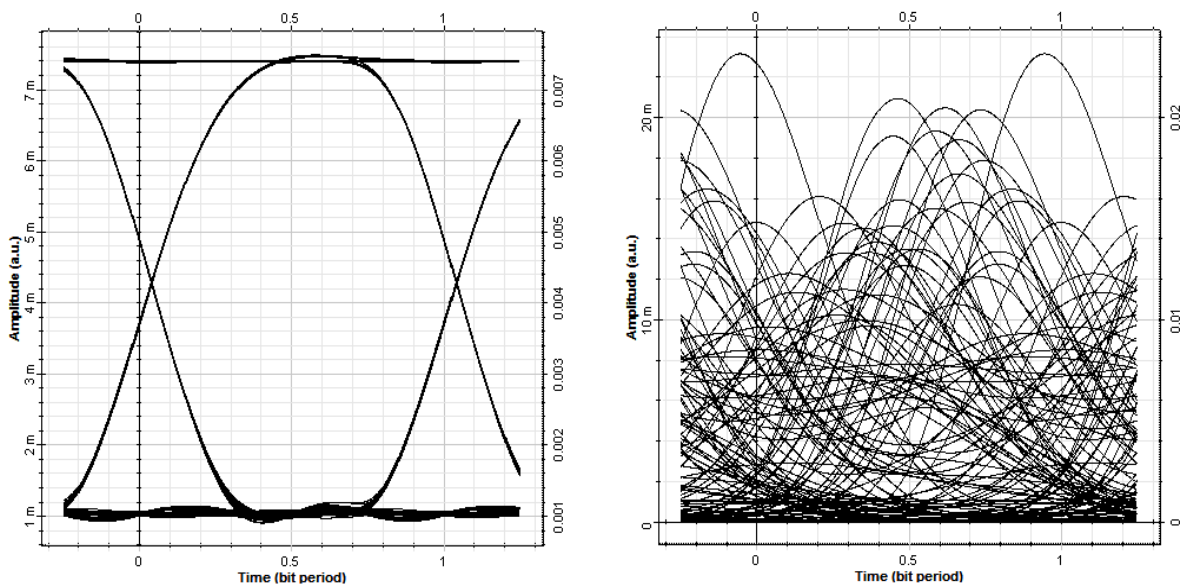 0 0.5 1
Amplitude (a.u.)
7 m
6 m
5 m
4 m
3 m
2 m
1 m
0.007
0.006
0.005
0.004
0.003
0.002
0.001
0 0.5 1
Time (bit period)
0 0.5 1
Amplitude (a.u.)
20 m
10 m
0
0.02
0.01
0
0 0.5 1
Time (bit period)